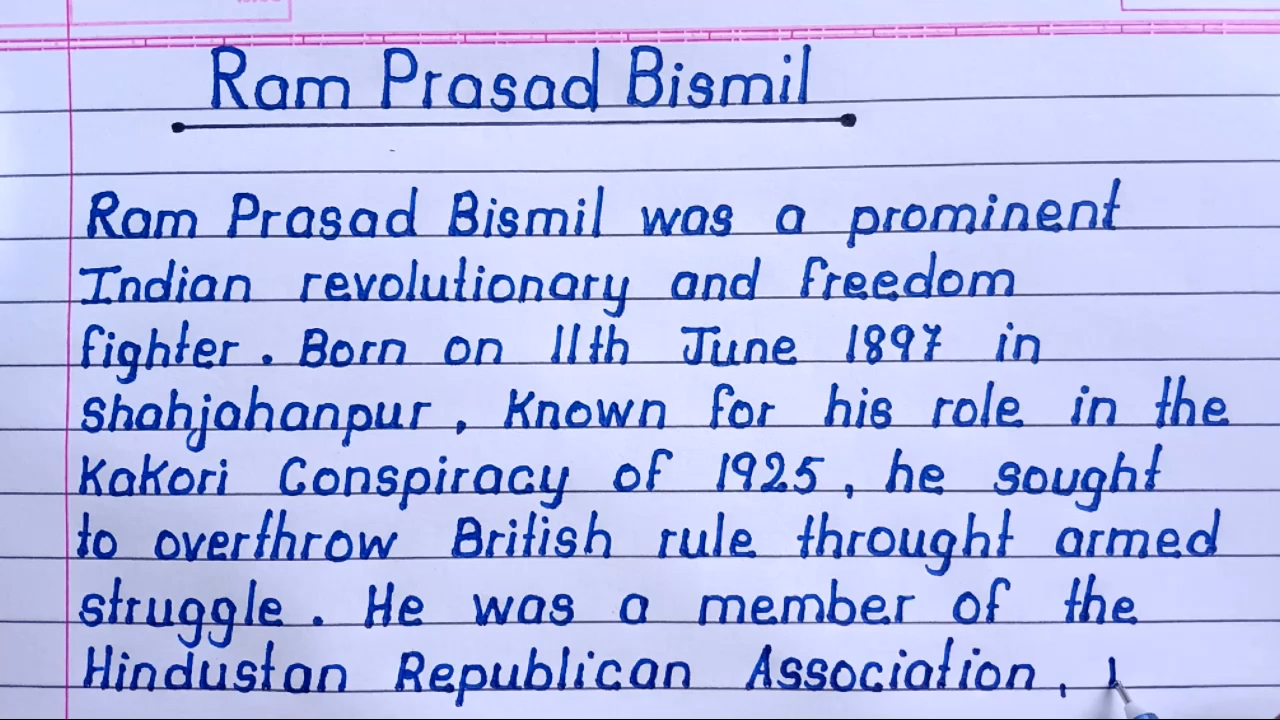 Ram Prasad Bismil
Ram Prasad Bismil was a prominent
Indian revolutionary and freedom
fighter. Born on 11th June 1897 in
Shahjahanpur, Known for his role in the
Kakori Conspiracy of 1925, he sought
to overthrow British rule throught armed
struggle. He was a member of the
Hindustan Republican Association,